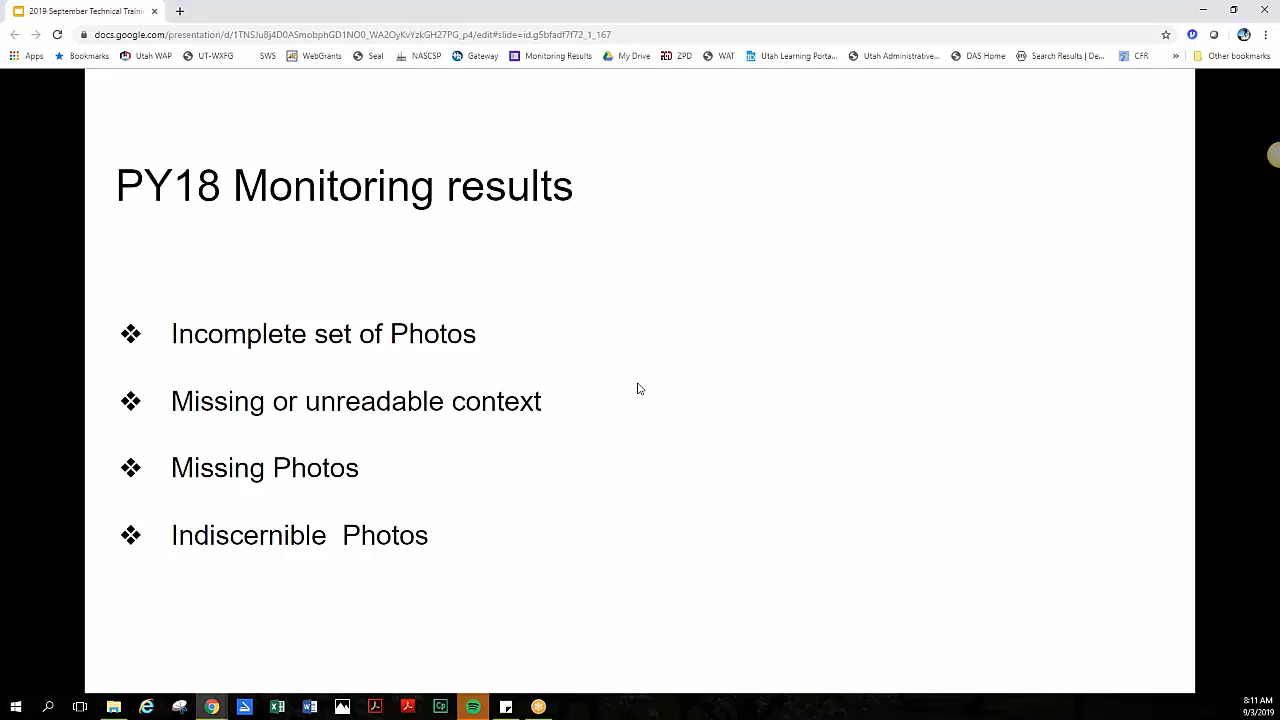 2019 September Technical Traini
docs.google.com/presentation/d/1TNSJuBj4D0ASmobphGD1NO0_WA2OyKvYzkGH27PG_p4/edit#slide=id.g5bfadf7f72_1_167
Apps Bookmarks Utah WAP UT-WXFG SWS WebGrants Seal NASCSP Gateway Monitoring Results My Drive ZPD WAT Utah Learning Porta... Utah Administrative... DAS Home Search Results | De... CFR » Other bookmarks
PY18 Monitoring results
❖ Incomplete set of Photos
❖ Missing or unreadable context
❖ Missing Photos
❖ Indiscernible Photos
8:11 AM
9/3/2019